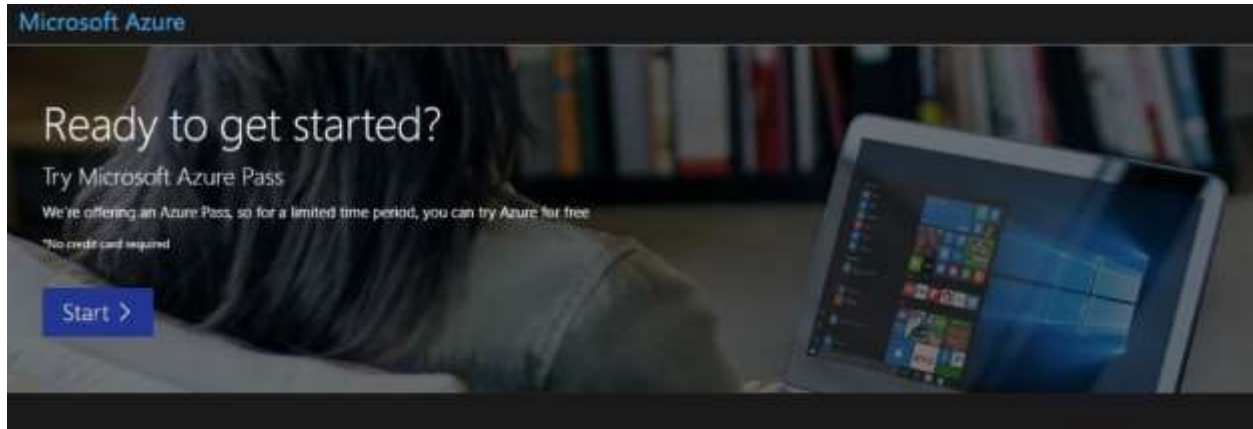 Microsoft Azure
Ready to get started?
Try Microsoft Azure Pass
We're offering an Azure Pass, so for a limited time period, you can try Azure for free
*No credit card required
Start >